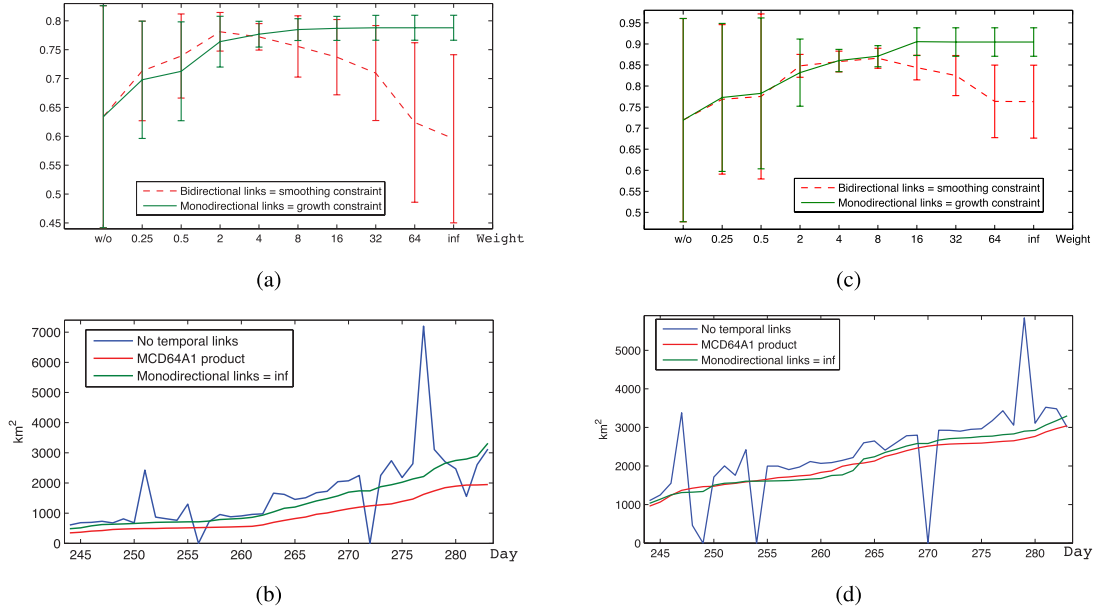 0.8
0.75
0.7
0.65
0.6
0.55
0.5
0.45
Bidirectional links = smoothing constraint
Monodirectional links = growth constraint
w/o 0.25 0.5 2 4 8 16 32 64 inf Weight
(a)
0.95
0.9
0.85
0.8
0.75
0.7
0.65
0.6
0.55
0.5
Bidirectional links = smoothing constraint
Monodirectional links = growth constraint
w/o 0.25 0.5 2 4 8 16 32 64 inf Weight
(c)
7000
6000
5000
4000
3000
2000
1000
0
km2
No temporal links
MCD64A1 product
Monodirectional links = inf
245 250 255 260 265 270 275 280 Day
(b)
5000
4000
3000
2000
1000
0
km2
No temporal links
MCD64A1 product
Monodirectional links = inf
245 250 255 260 265 270 275 280 Day
(d)